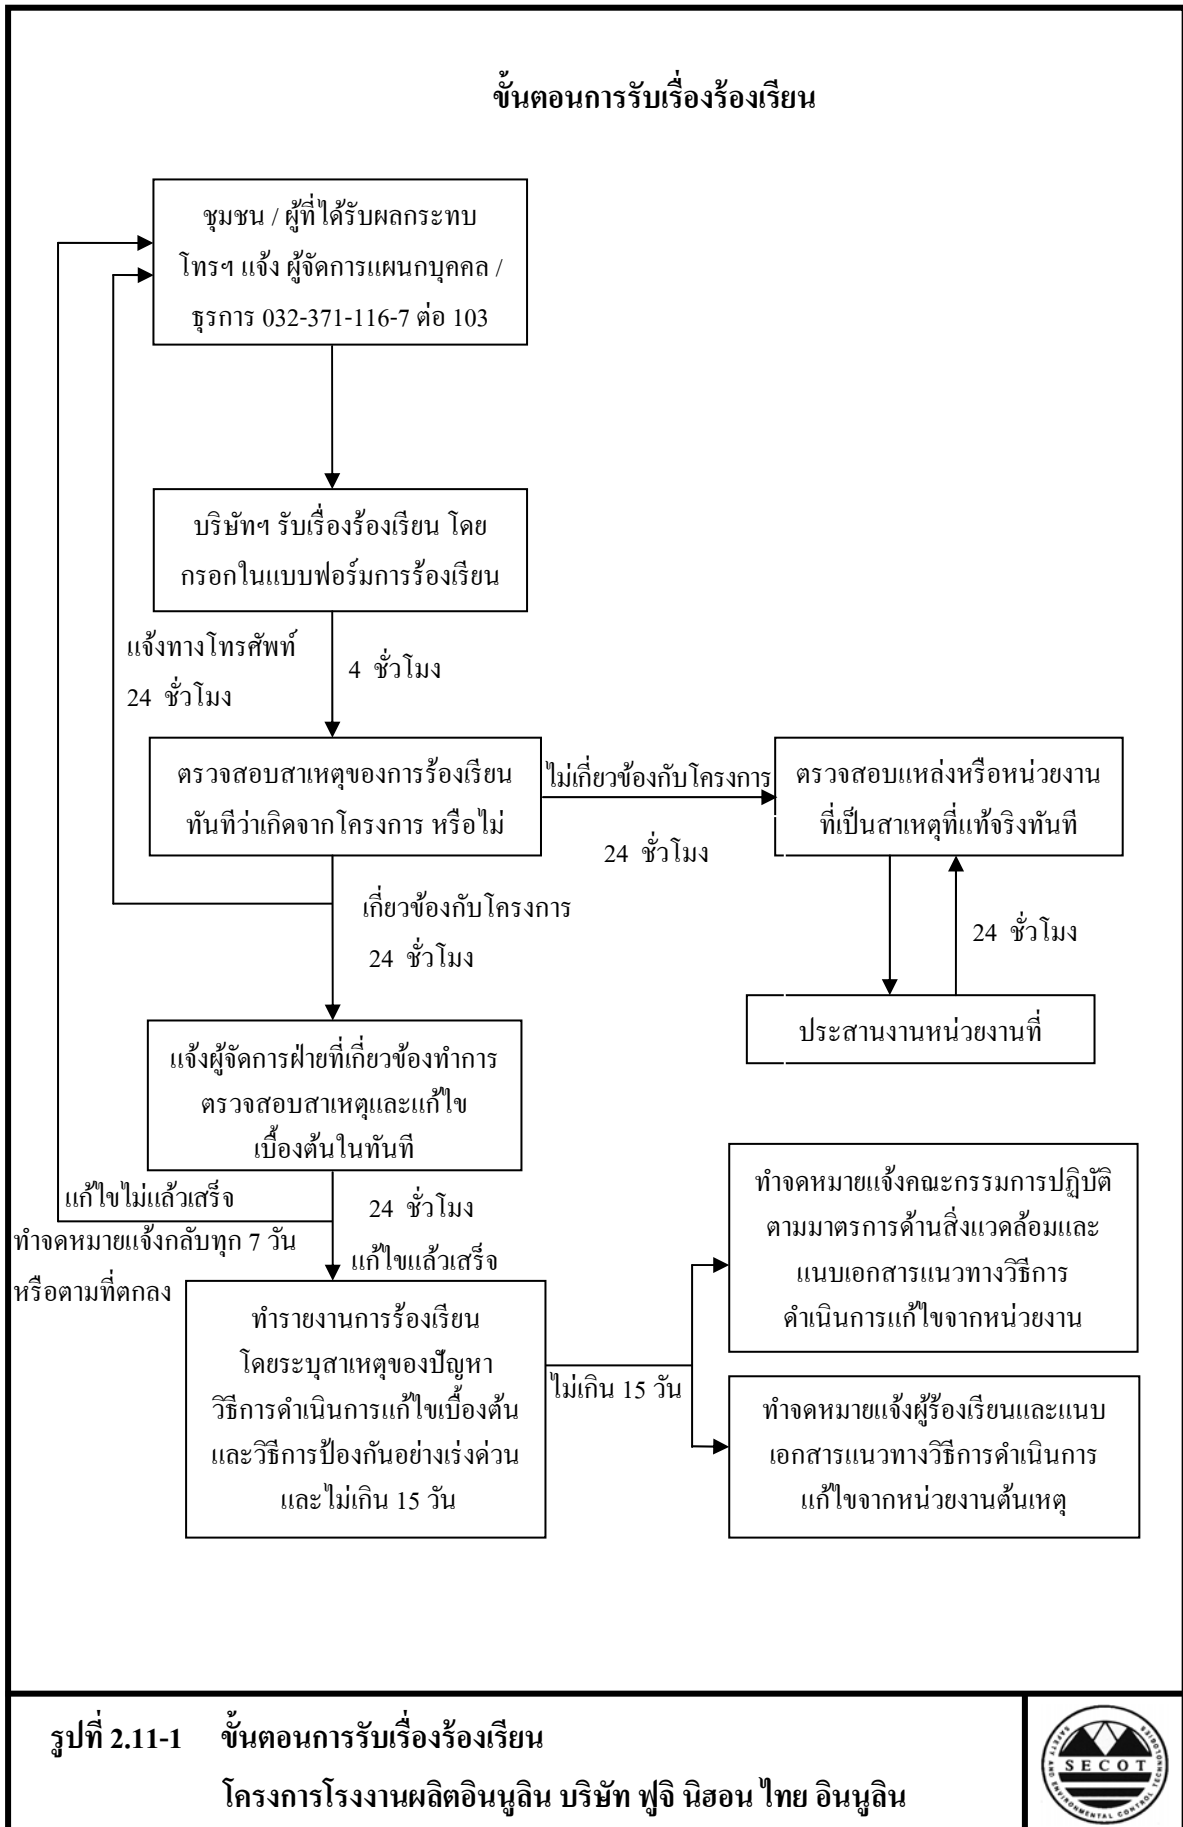 ขั้นตอนการรับเรื่องร้องเรียน
ชุมชน / ผู้ที่ได้รับผลกระทบ
โทรฯ แจ้ง ผู้จัดการแผนกบุคคล /
ธุรการ 032-371-116-7 ต่อ 103
บริษัทฯ รับเรื่องร้องเรียน โดย
กรอกในแบบฟอร์มการร้องเรียน
แจ้งทางโทรศัพท์
24 ชั่วโมง
4 ชั่วโมง
ตรวจสอบสาเหตุของการร้องเรียน
ทันทีว่าเกิดจากโครงการ หรือไม่
ไม่เกี่ยวข้องกับโครงการ
24 ชั่วโมง
ตรวจสอบแหล่งหรือหน่วยงาน
ที่เป็นสาเหตุที่แท้จริงทันที
เกี่ยวข้องกับโครงการ
24 ชั่วโมง
24 ชั่วโมง
ประสานงานหน่วยงานที่
แจ้งผู้จัดการฝ่ายที่เกี่ยวข้องทำการ
ตรวจสอบสาเหตุและแก้ไข
เบื้องต้นในทันที
แก้ไขไม่แล้วเสร็จ
ทำจดหมายแจ้งกลับทุก 7 วัน
หรือตามที่ตกลง
24 ชั่วโมง
แก้ไขแล้วเสร็จ
ทำรายงานการร้องเรียน
โดยระบุสาเหตุของปัญหา
วิธีการดำเนินการแก้ไขเบื้องต้น
และวิธีการป้องกันอย่างเร่งด่วน
และไม่เกิน 15 วัน
ไม่เกิน 15 วัน
ทำจดหมายแจ้งคณะกรรมการปฏิบัติ
ตามมาตรการด้านสิ่งแวดล้อมและ
แนบเอกสารแนวทางวิธีการ
ดำเนินการแก้ไขจากหน่วยงาน
ทำจดหมายแจ้งผู้ร้องเรียนและแนบ
เอกสารแนวทางวิธีการดำเนินการ
แก้ไขจากหน่วยงานต้นเหตุ
รูปที่ 2.11-1 ขั้นตอนการรับเรื่องร้องเรียน
โครงการโรงงานผลิตอินนูลิน บริษัท ฟูจิ นิฮอน ไทย อินนูลิน
SECOT
SAFETY AND ENVIRONMENTAL CONTROL TECHNOLOGIES